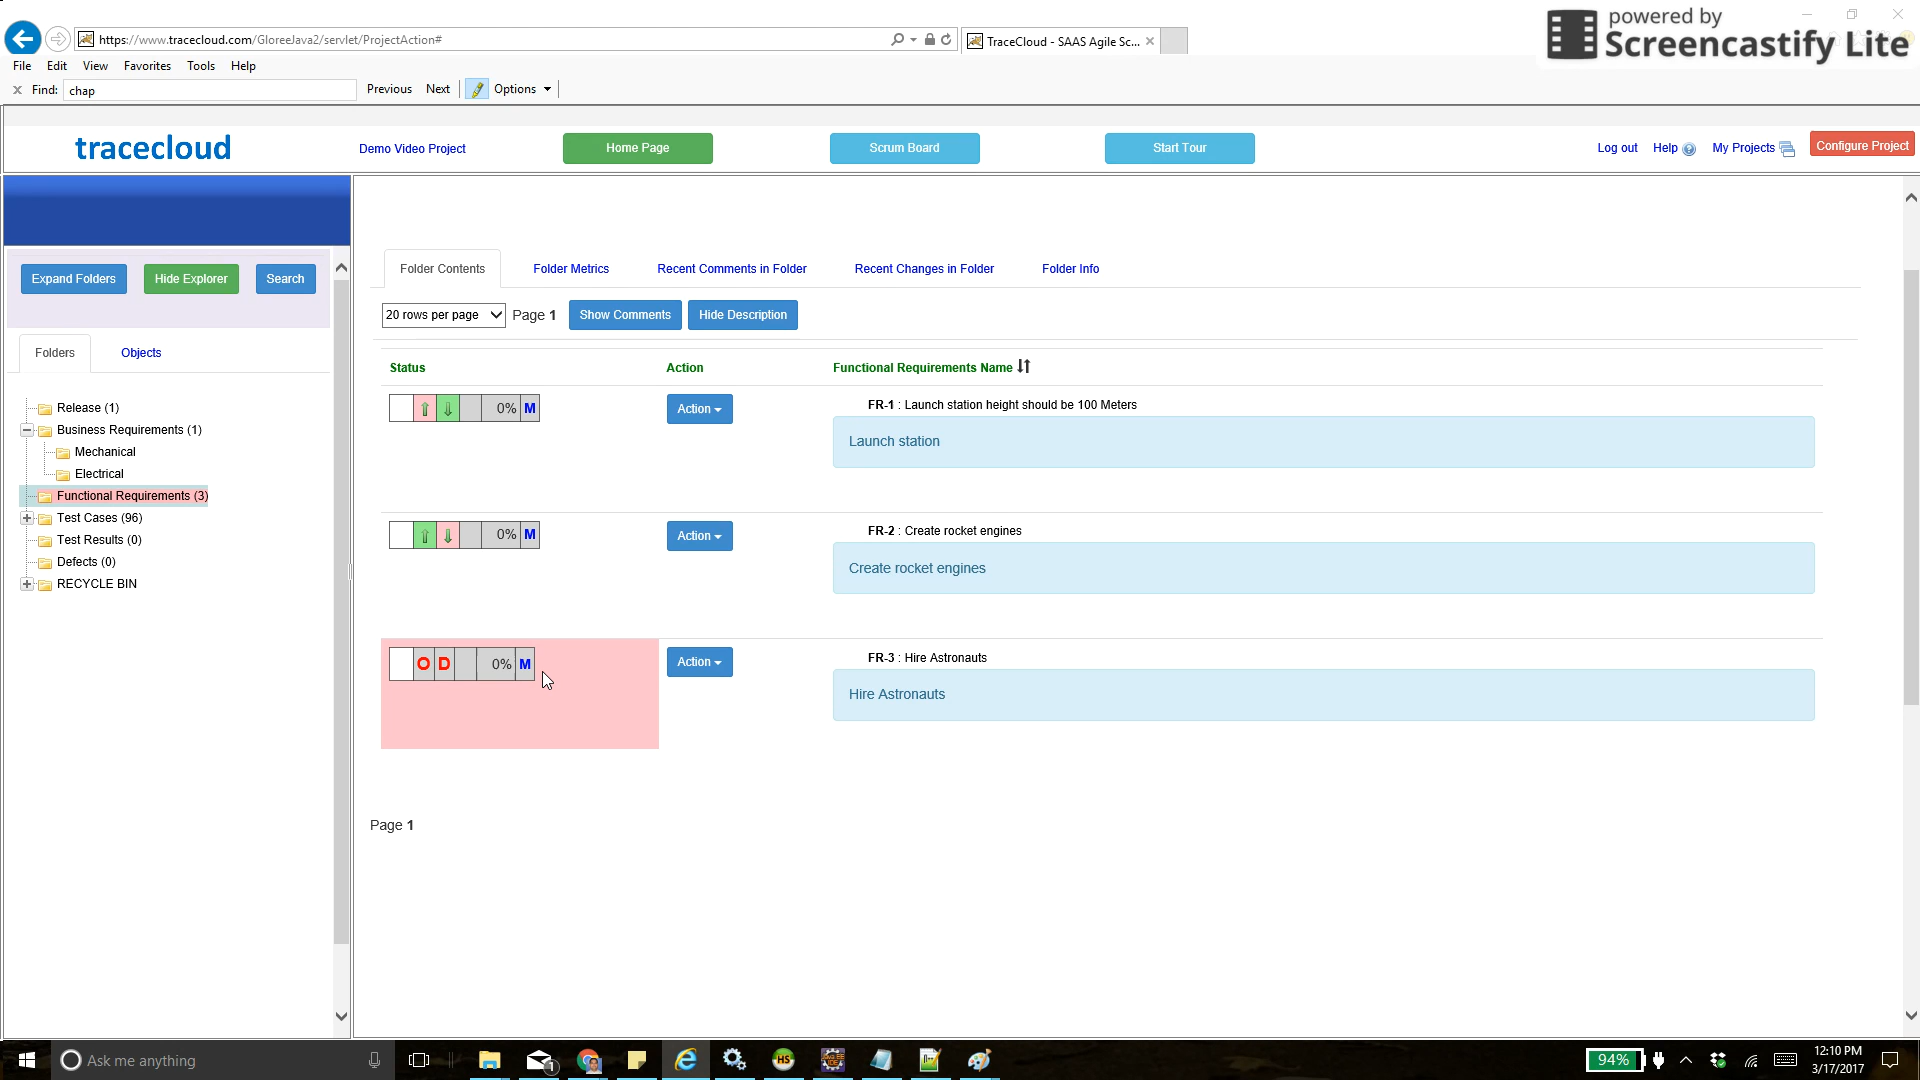 powered by
Screencastify Lite
https://www.tracecloud.com/GloreeJava2/servlet/ProjectAction#
TraceCloud - SAAS Agile Sc...
File Edit View Favorites Tools Help
Find: chap Previous Next Options
tracecloud Demo Video Project Home Page Scrum Board Start Tour Log out Help My Projects Configure Project
Expand Folders Hide Explorer Search
Folders Objects
Release (1)
Business Requirements (1)
Mechanical
Electrical
Functional Requirements (3)
Test Cases (96)
Test Results (0)
Defects (0)
RECYCLE BIN
Folder Contents Folder Metrics Recent Comments in Folder Recent Changes in Folder Folder Info
20 rows per page Page 1 Show Comments Hide Description
Status Action Functional Requirements Name
0% M Action FR-1 : Launch station height should be 100 Meters
Launch station
0% M Action FR-2 : Create rocket engines
Create rocket engines
O D 0% M Action FR-3 : Hire Astronauts
Hire Astronauts
Page 1
Ask me anything
1
HS
94%
12:10 PM
3/17/2017